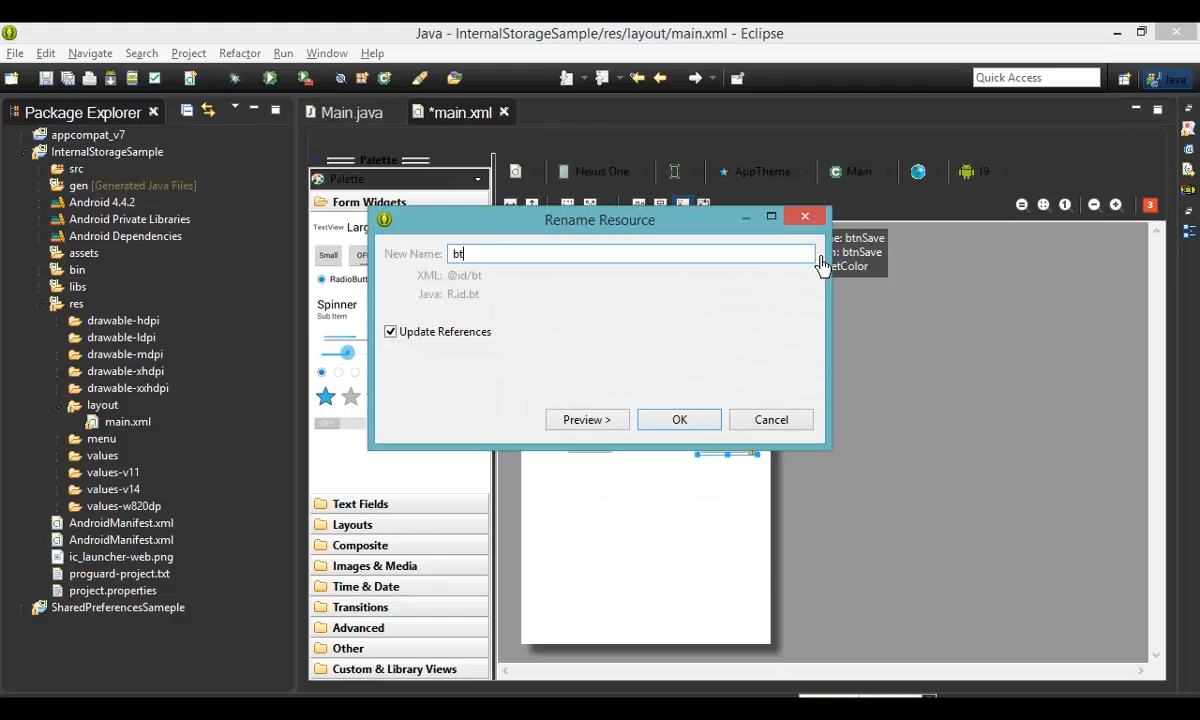 Java - InternalStorageSample/res/layout/main.xml - Eclipse
File Edit Navigate Search Project Refactor Run Window Help
Quick Access
Java
Package Explorer
Main.java
*main.xml
appcompat_v7
InternalStorageSample
src
gen [Generated Java Files]
Android 4.4.2
Android Private Libraries
Android Dependencies
assets
bin
libs
res
drawable-hdpi
drawable-ldpi
drawable-mdpi
drawable-xhdpi
drawable-xxhdpi
layout
main.xml
menu
values
values-v11
values-v14
values-w820dp
AndroidManifest.xml
AndroidManifest.xml
ic_launcher-web.png
proguard-project.txt
project.properties
SharedPreferencesSameple
Palette
Palette
Form Widgets
TextView Larg
Small OF
RadioButt
Spinner
Sub Item
OFF
Text Fields
Layouts
Composite
Images & Media
Time & Date
Transitions
Advanced
Other
Custom & Library Views
Nexus One
AppTheme
Main
19
3
e: btnSave
n: btnSave
etColor
Rename Resource
New Name: bt
XML: @id/bt
Java: R.id.bt
Update References
Preview >
OK
Cancel